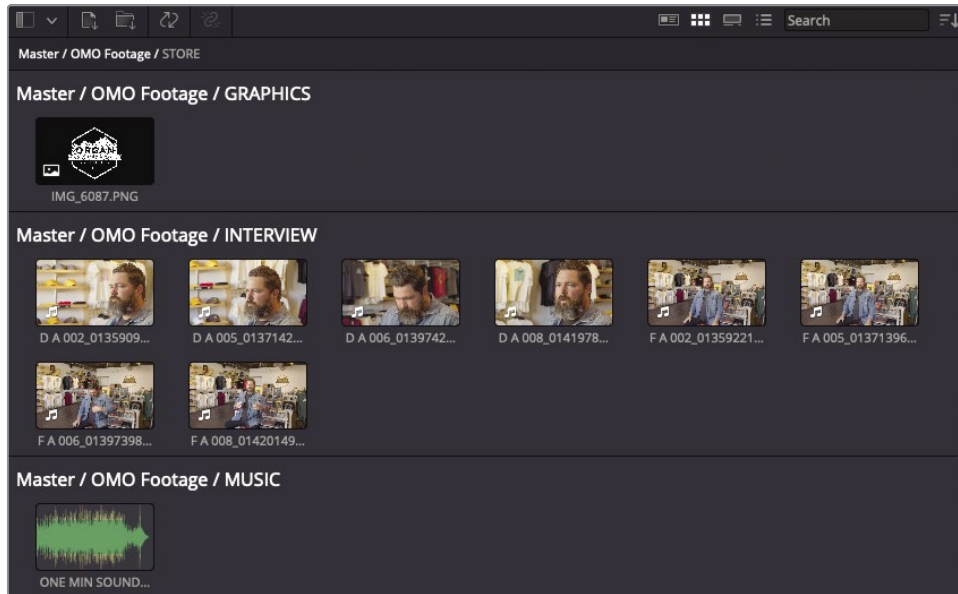 Search
Master / OMO Footage / STORE
Master / OMO Footage / GRAPHICS
IMG_6087.PNG
Master / OMO Footage / INTERVIEW
D A 002_0135909...
D A 005_0137142...
D A 006_0139742...
D A 008_0141978...
F A 002_01359221...
F A 005_01371396...
F A 006_01397398...
F A 008_01420149...
Master / OMO Footage / MUSIC
ONE MIN SOUND...